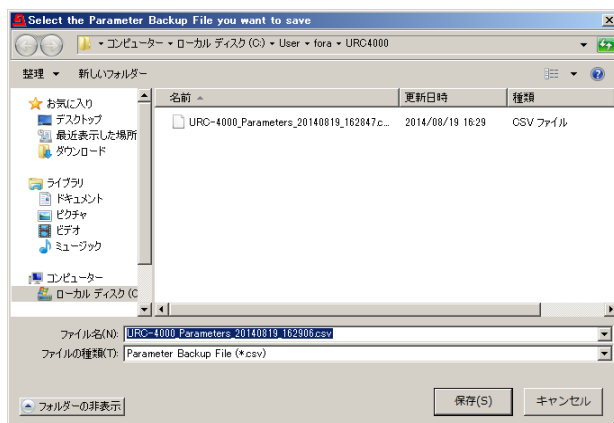 Select the Parameter Backup File you want to save
コンピューター ▾ ローカル ディスク (C:) ▾ User ▾ fora ▾ URC4000
整理 ▼ 新しいフォルダー
お気に入り
デスクトップ
最近表示した場所
ダウンロード
ライブラリ
ドキュメント
ピクチャ
ビデオ
ミュージック
コンピューター
ローカル ディスク (C
名前 更新日時 種類
URC-4000_Parameters_20140819_162847.c... 2014/08/19 16:29 CSV ファイル
ファイル名(N): URC-4000_Parameters_20140819_162906.csv
ファイルの種類(T): Parameter Backup File (*.csv)
フォルダーの非表示 保存(S) キャンセル